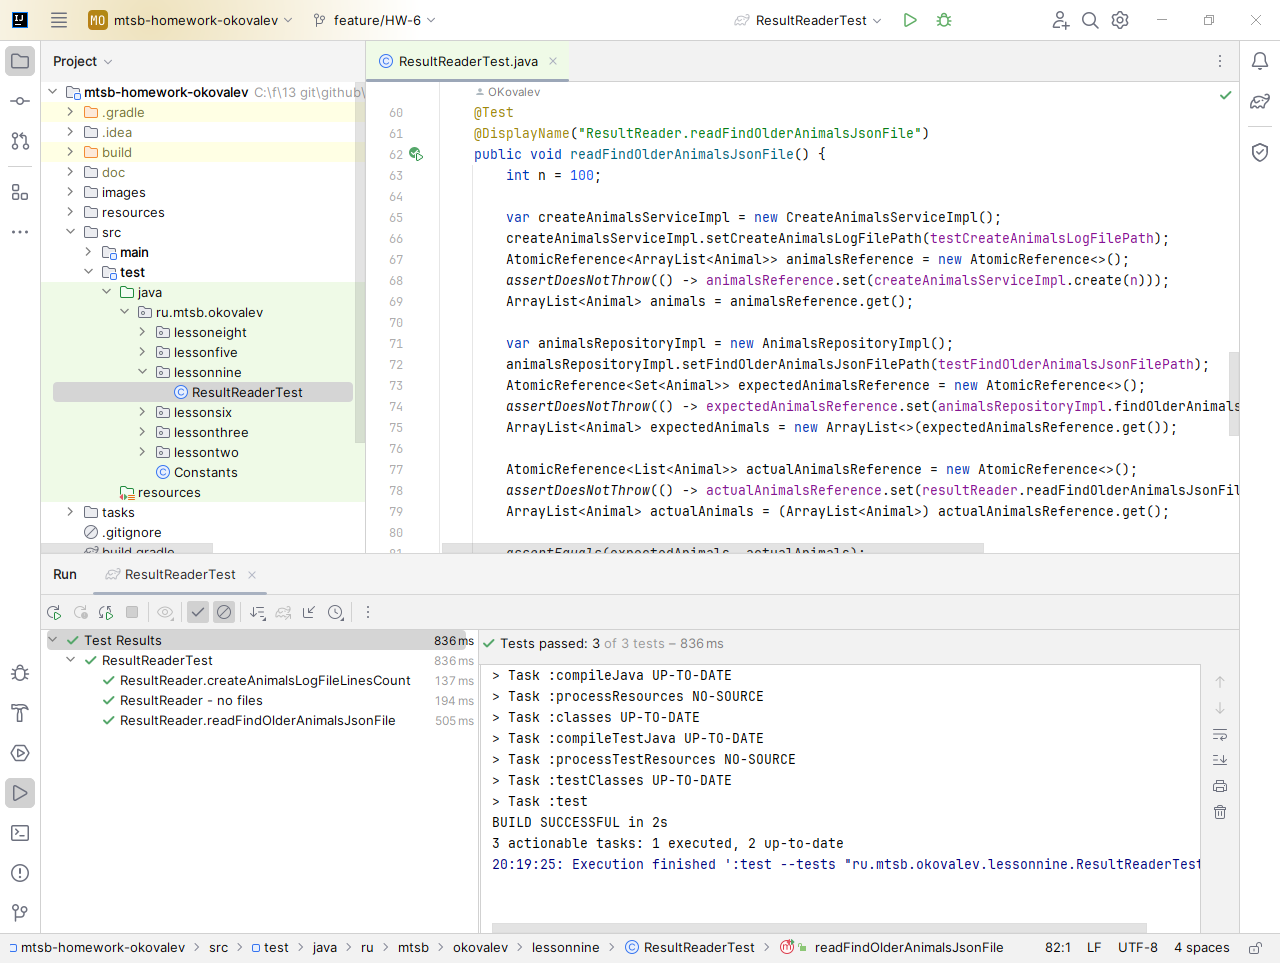 MO mtsb-homework-okovalev feature/HW-6 ResultReaderTest
Project
ResultReaderTest.java
mtsb-homework-okovalev C:\f\13 git\github\
.gradle
.idea
build
doc
images
resources
src
main
test
java
ru.mtsb.okovalev
lessoneight
lessonfive
lessonnine
ResultReaderTest
lessonsix
lessonthree
lessontwo
Constants
resources
tasks
.gitignore
build.gradle
OKovalev
60 @Test
61 @DisplayName("ResultReader.readFindOlderAnimalsJsonFile")
62 public void readFindOlderAnimalsJsonFile() {
63 int n = 100;
64
65 var createAnimalsServiceImpl = new CreateAnimalsServiceImpl();
66 createAnimalsServiceImpl.setCreateAnimalsLogFilePath(testCreateAnimalsLogFilePath);
67 AtomicReference<ArrayList<Animal>> animalsReference = new AtomicReference<>();
68 assertDoesNotThrow(() -> animalsReference.set(createAnimalsServiceImpl.create(n)));
69 ArrayList<Animal> animals = animalsReference.get();
70
71 var animalsRepositoryImpl = new AnimalsRepositoryImpl();
72 animalsRepositoryImpl.setFindOlderAnimalsJsonFilePath(testFindOlderAnimalsJsonFilePath);
73 AtomicReference<Set<Animal>> expectedAnimalsReference = new AtomicReference<>();
74 assertDoesNotThrow(() -> expectedAnimalsReference.set(animalsRepositoryImpl.findOlderAnimals
75 ArrayList<Animal> expectedAnimals = new ArrayList<>(expectedAnimalsReference.get());
76
77 AtomicReference<List<Animal>> actualAnimalsReference = new AtomicReference<>();
78 assertDoesNotThrow(() -> actualAnimalsReference.set(resultReader.readFindOlderAnimalsJsonFil
79 ArrayList<Animal> actualAnimals = (ArrayList<Animal>) actualAnimalsReference.get();
80
81 assertEquals(expectedAnimals, actualAnimals);
Run ResultReaderTest
Test Results 836 ms
ResultReaderTest 836 ms
ResultReader.createAnimalsLogFileLinesCount 137 ms
ResultReader - no files 194 ms
ResultReader.readFindOlderAnimalsJsonFile 505 ms
Tests passed: 3 of 3 tests – 836 ms
> Task :compileJava UP-TO-DATE
> Task :processResources NO-SOURCE
> Task :classes UP-TO-DATE
> Task :compileTestJava UP-TO-DATE
> Task :processTestResources NO-SOURCE
> Task :testClasses UP-TO-DATE
> Task :test
BUILD SUCCESSFUL in 2s
3 actionable tasks: 1 executed, 2 up-to-date
20:19:25: Execution finished ':test --tests "ru.mtsb.okovalev.lessonnine.ResultReaderTest
mtsb-homework-okovalev > src > test > java > ru > mtsb > okovalev > lessonnine > ResultReaderTest > readFindOlderAnimalsJsonFile 82:1 LF UTF-8 4 spaces